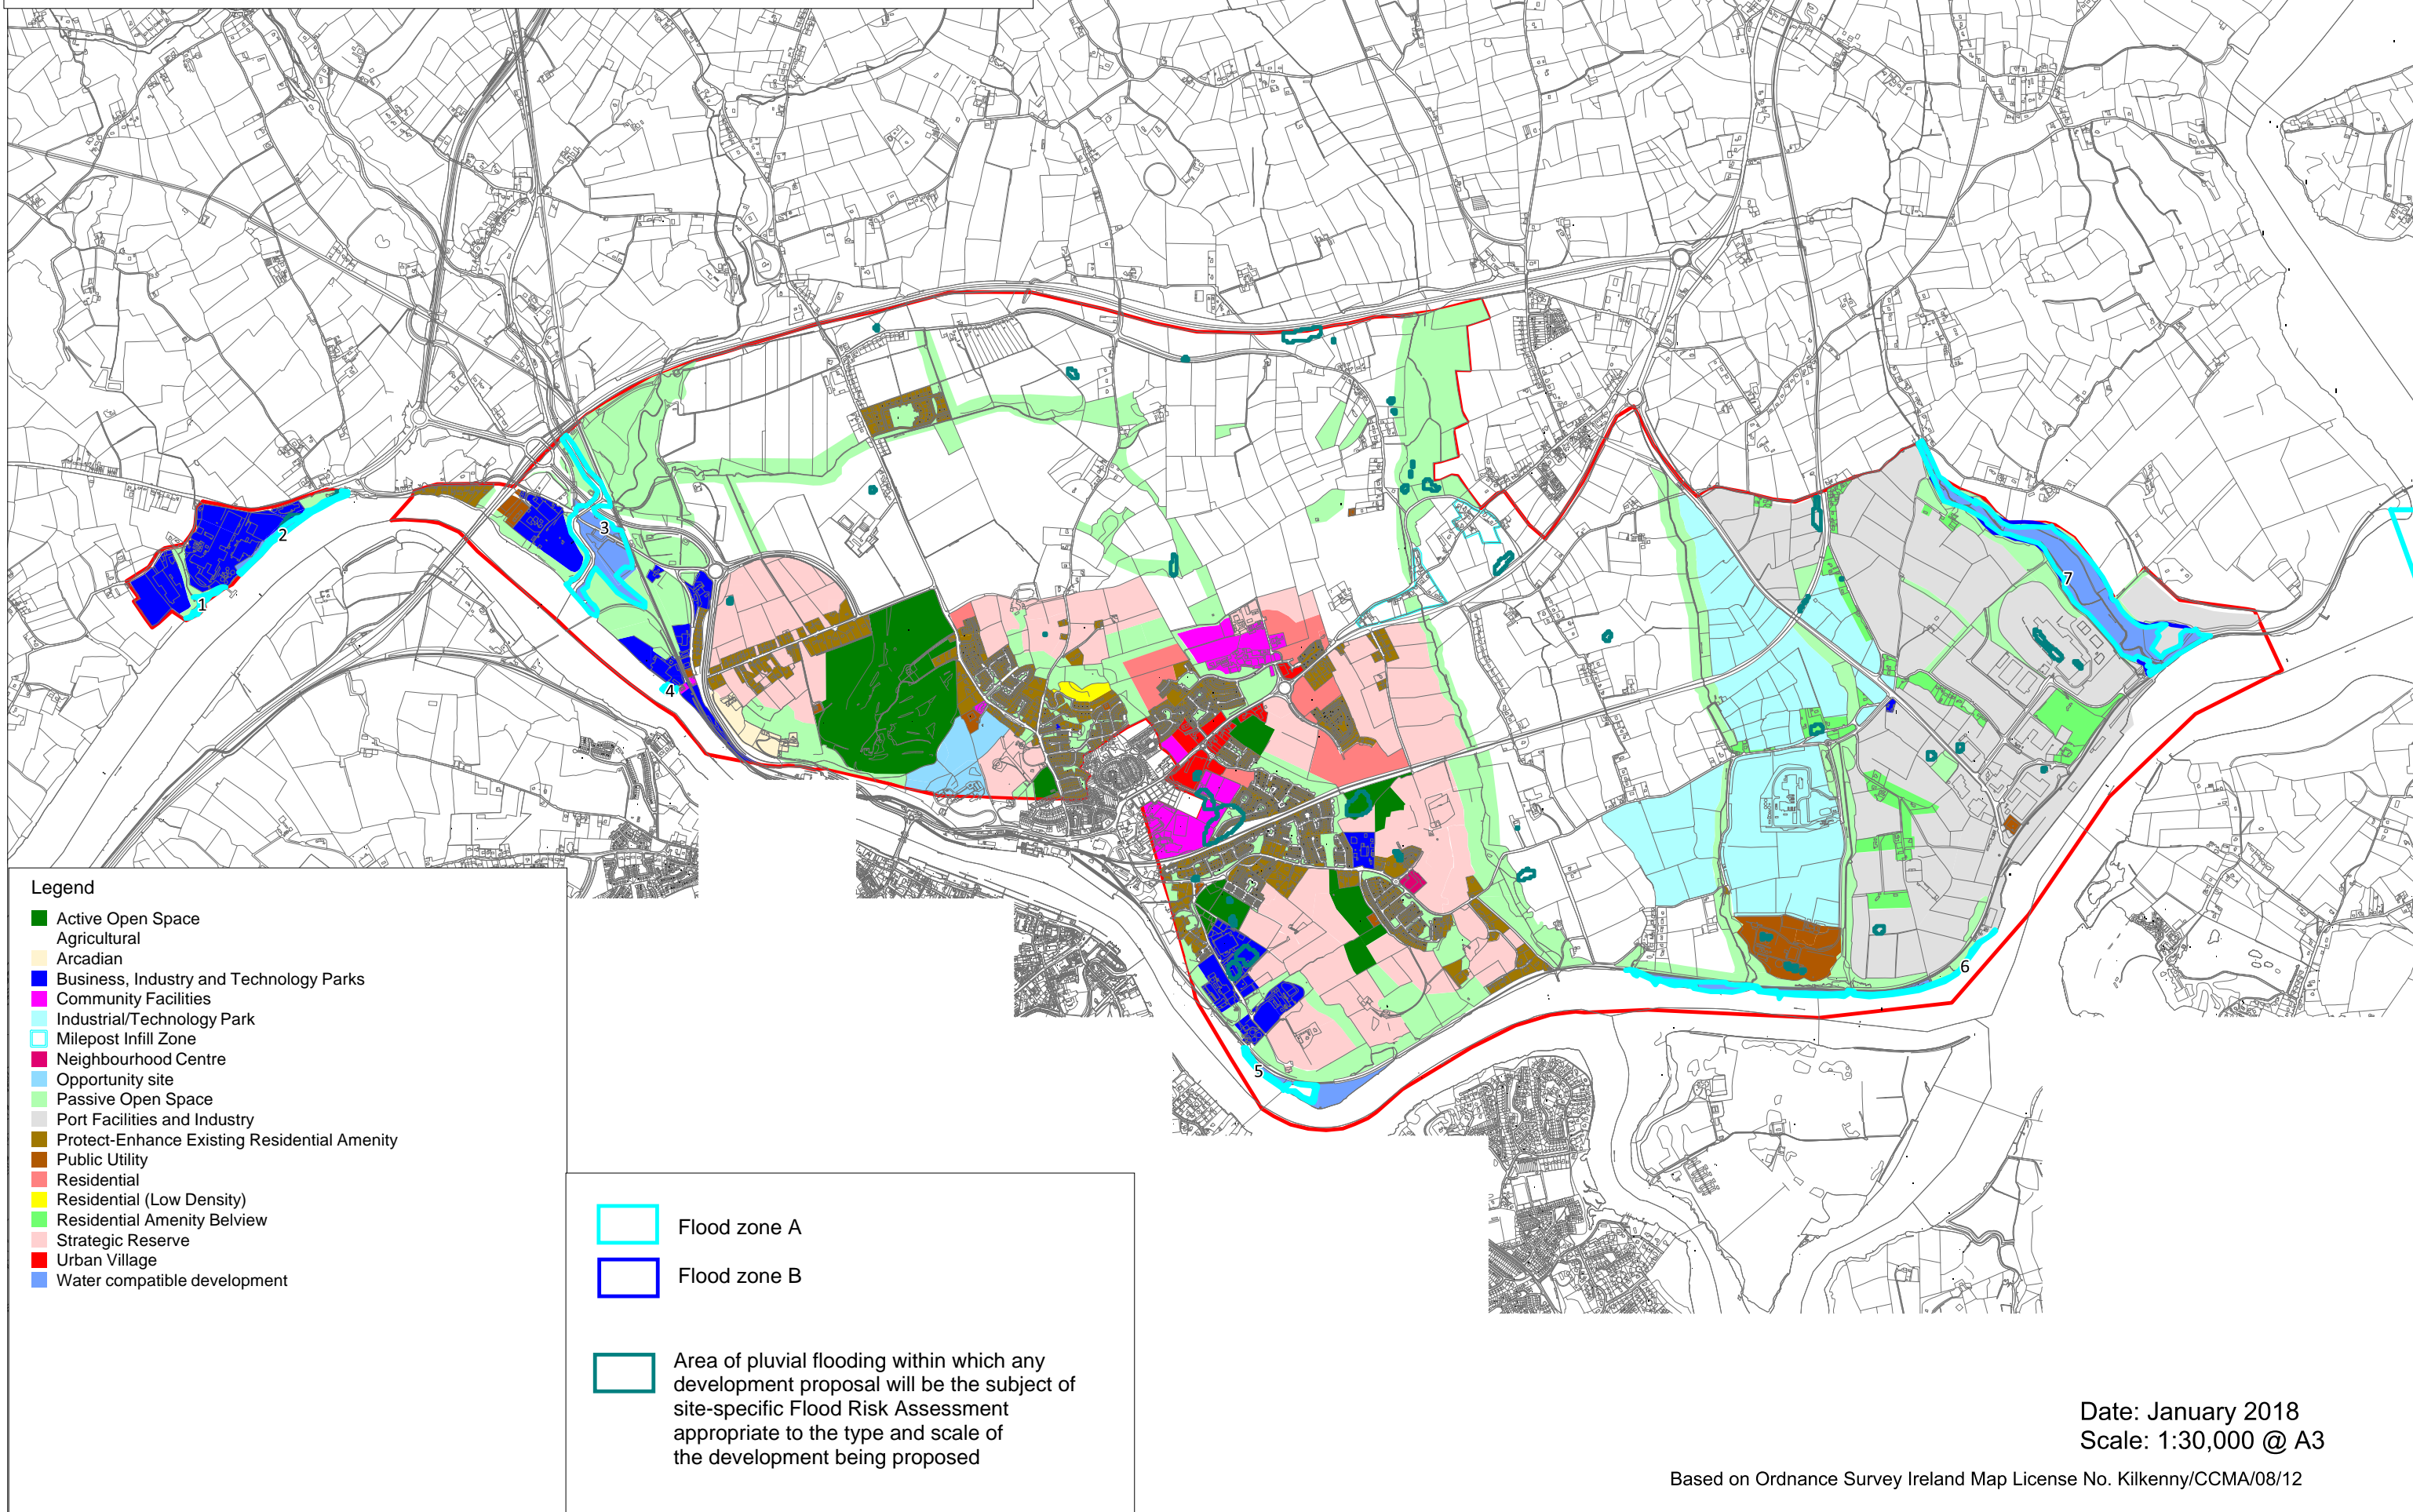 3
2
1
4
7
6
5
Legend
Active Open Space
Agricultural
Arcadian
Business, Industry and Technology Parks
Community Facilities
Industrial/Technology Park
Milepost Infill Zone
Neighbourhood Centre
Opportunity site
Passive Open Space
Port Facilities and Industry
Protect-Enhance Existing Residential Amenity
Public Utility
Residential
Residential (Low Density)
Residential Amenity Belview
Strategic Reserve
Urban Village
Water compatible development
Flood zone A
Flood zone B
Area of pluvial flooding within which any
development proposal will be the subject of
site-specific Flood Risk Assessment
appropriate to the type and scale of
the development being proposed
Date: January 2018
Scale: 1:30,000 @ A3
Based on Ordnance Survey Ireland Map License No. Kilkenny/CCMA/08/12